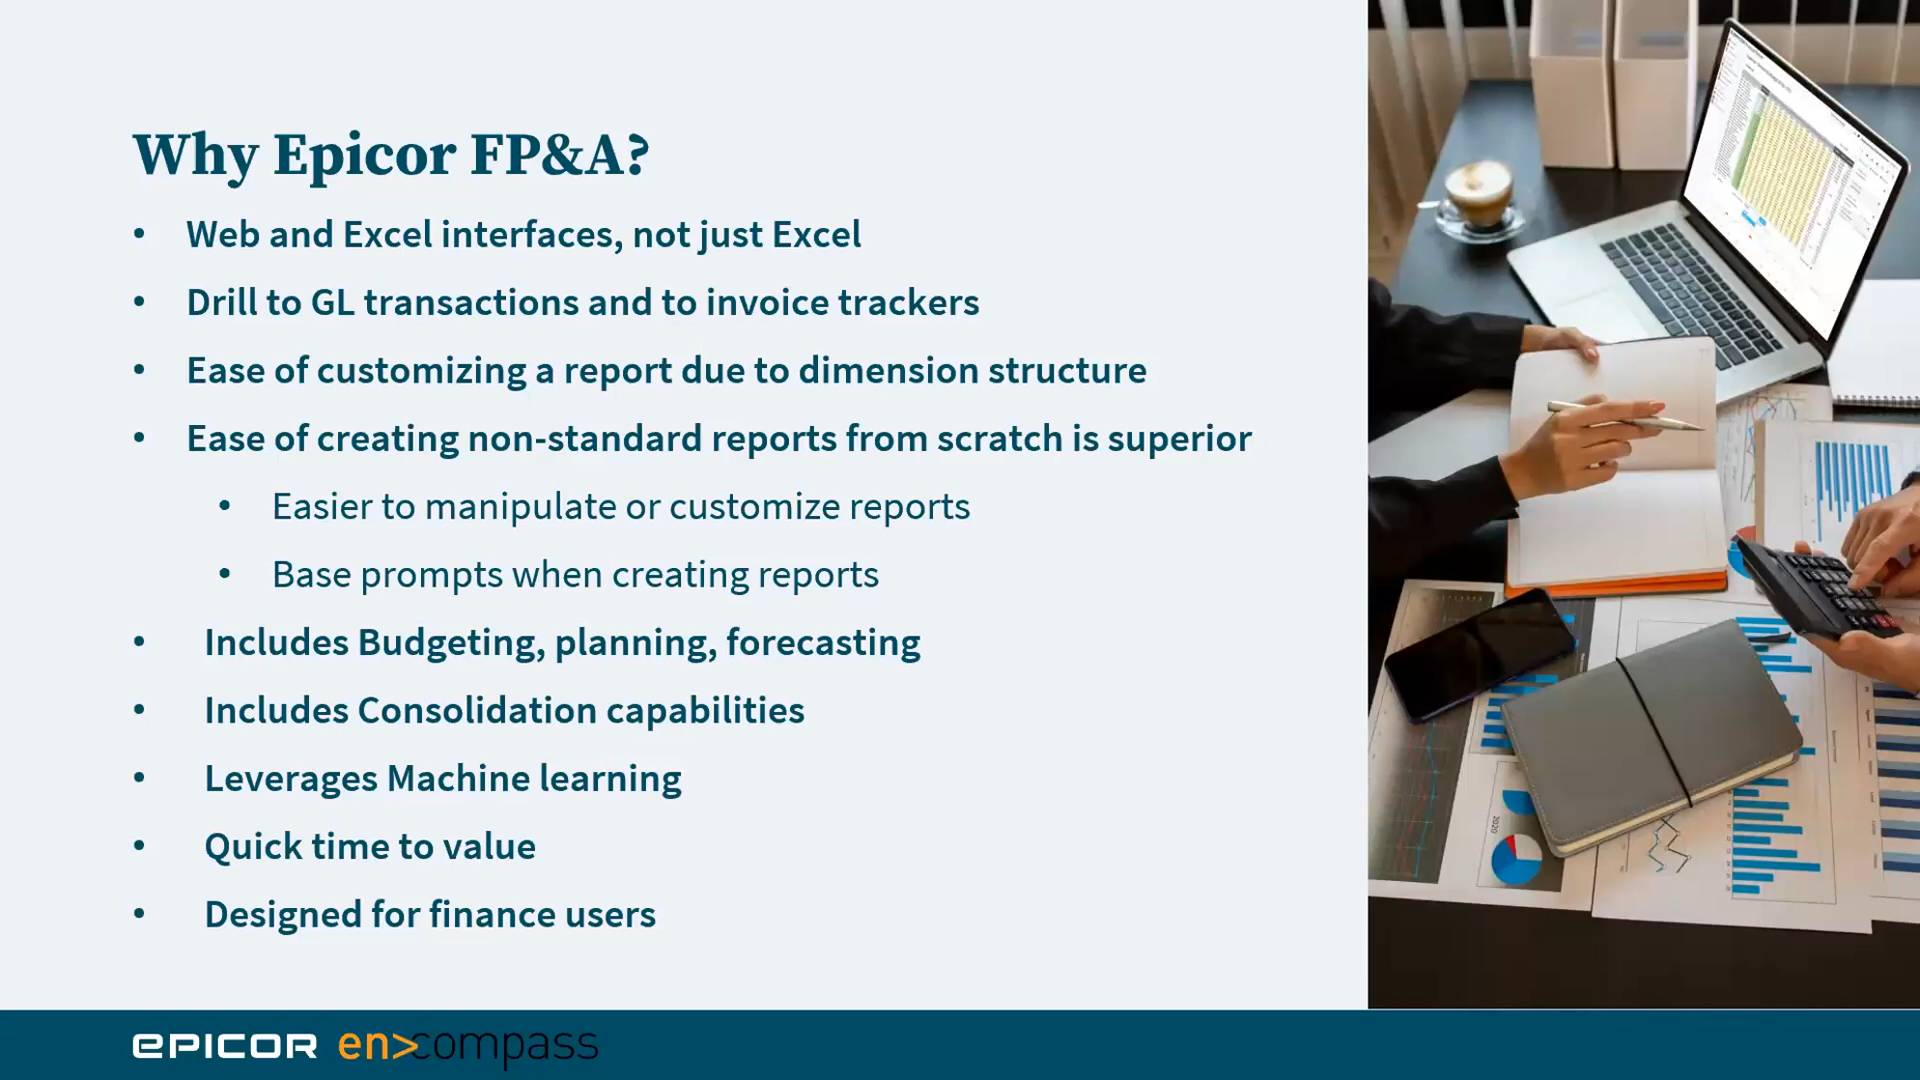 Why Epicor FP&A?
• Web and Excel interfaces, not just Excel
• Drill to GL transactions and to invoice trackers
• Ease of customizing a report due to dimension structure
• Ease of creating non-standard reports from scratch is superior
• Easier to manipulate or customize reports
• Base prompts when creating reports
• Includes Budgeting, planning, forecasting
• Includes Consolidation capabilities
• Leverages Machine learning
• Quick time to value
• Designed for finance users
2020
EPICOR en>compass